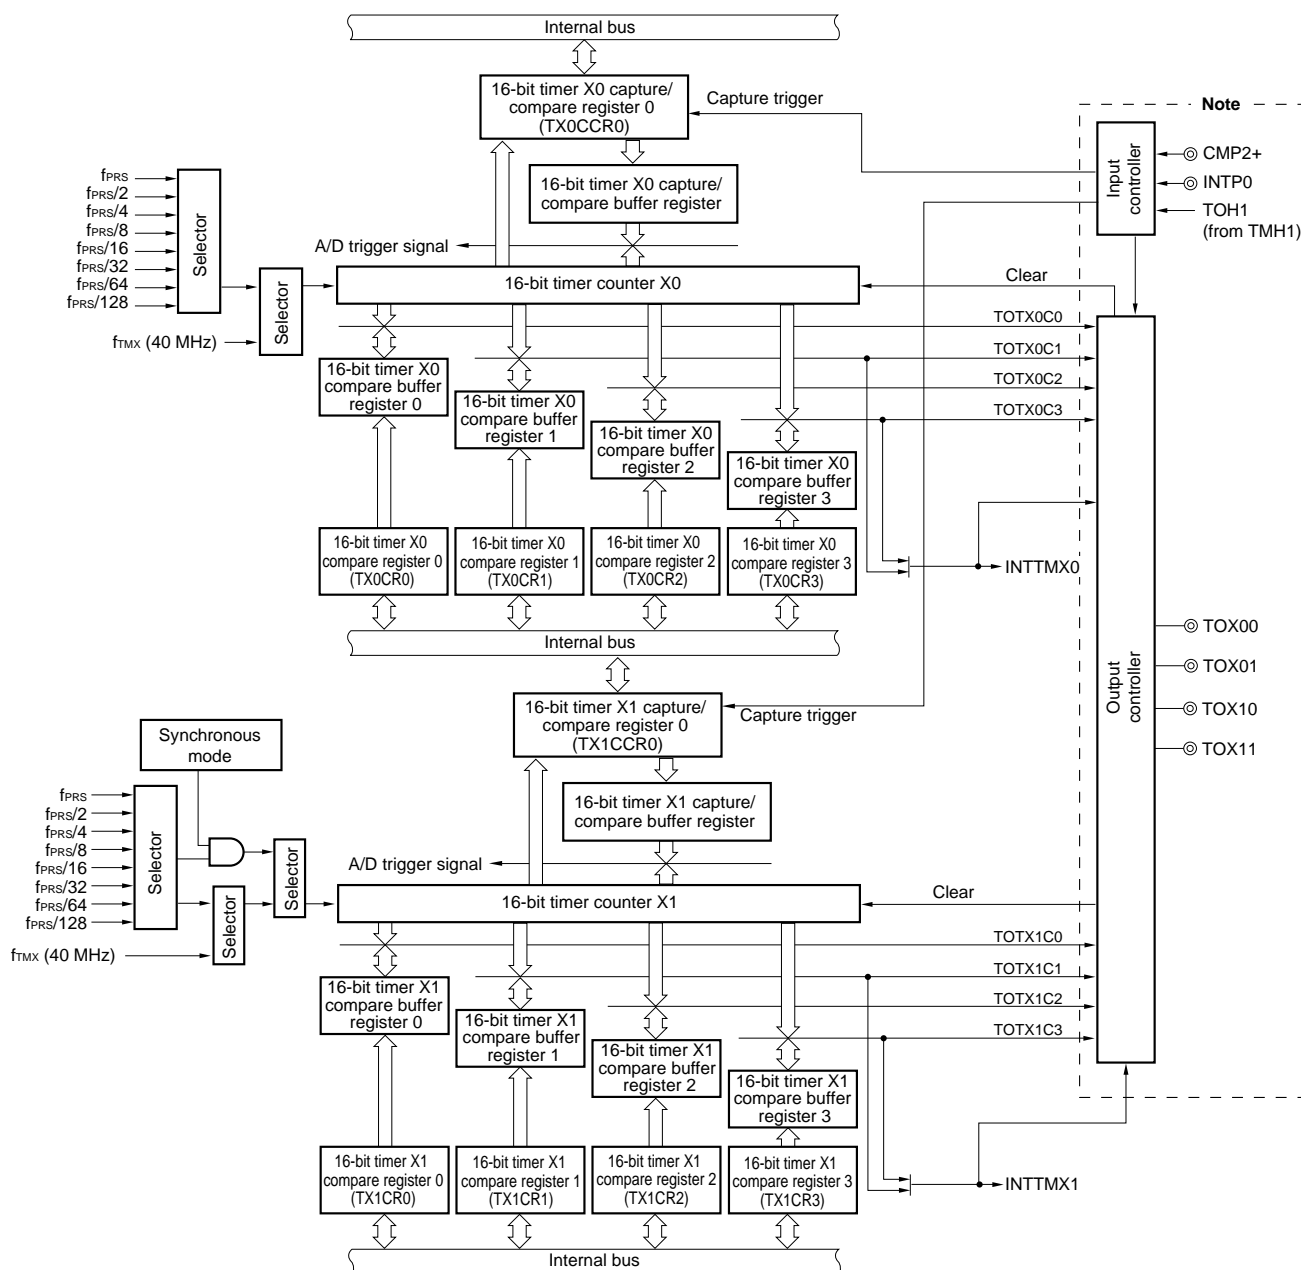 Internal bus
16-bit timer X0 capture/
compare register 0
(TX0CCR0)
Capture trigger
Note
Input
controller
CMP2+
INTP0
TOH1
(from TMH1)
16-bit timer X0 capture/
compare buffer register
fPRS
fPRS/2
fPRS/4
fPRS/8
fPRS/16
fPRS/32
fPRS/64
fPRS/128
Selector
fTMX (40 MHz)
Selector
A/D trigger signal
16-bit timer counter X0
Clear
TOTX0C0
TOTX0C1
TOTX0C2
TOTX0C3
16-bit timer X0
compare buffer
register 0
16-bit timer X0
compare buffer
register 1
16-bit timer X0
compare buffer
register 2
16-bit timer X0
compare buffer
register 3
16-bit timer X0
compare register 0
(TX0CR0)
16-bit timer X0
compare register 1
(TX0CR1)
16-bit timer X0
compare register 2
(TX0CR2)
16-bit timer X0
compare register 3
(TX0CR3)
INTTMX0
Internal bus
Output
controller
TOX00
TOX01
TOX10
TOX11
16-bit timer X1 capture/
compare register 0
(TX1CCR0)
Capture trigger
Synchronous
mode
16-bit timer X1 capture/
compare buffer register
fPRS
fPRS/2
fPRS/4
fPRS/8
fPRS/16
fPRS/32
fPRS/64
fPRS/128
Selector
fTMX (40 MHz)
Selector
Selector
A/D trigger signal
16-bit timer counter X1
Clear
TOTX1C0
TOTX1C1
TOTX1C2
TOTX1C3
16-bit timer X1
compare buffer
register 0
16-bit timer X1
compare buffer
register 1
16-bit timer X1
compare buffer
register 2
16-bit timer X1
compare buffer
register 3
16-bit timer X1
compare register 0
(TX1CR0)
16-bit timer X1
compare register 1
(TX1CR1)
16-bit timer X1
compare register 2
(TX1CR2)
16-bit timer X1
compare register 3
(TX1CR3)
INTTMX1
Internal bus